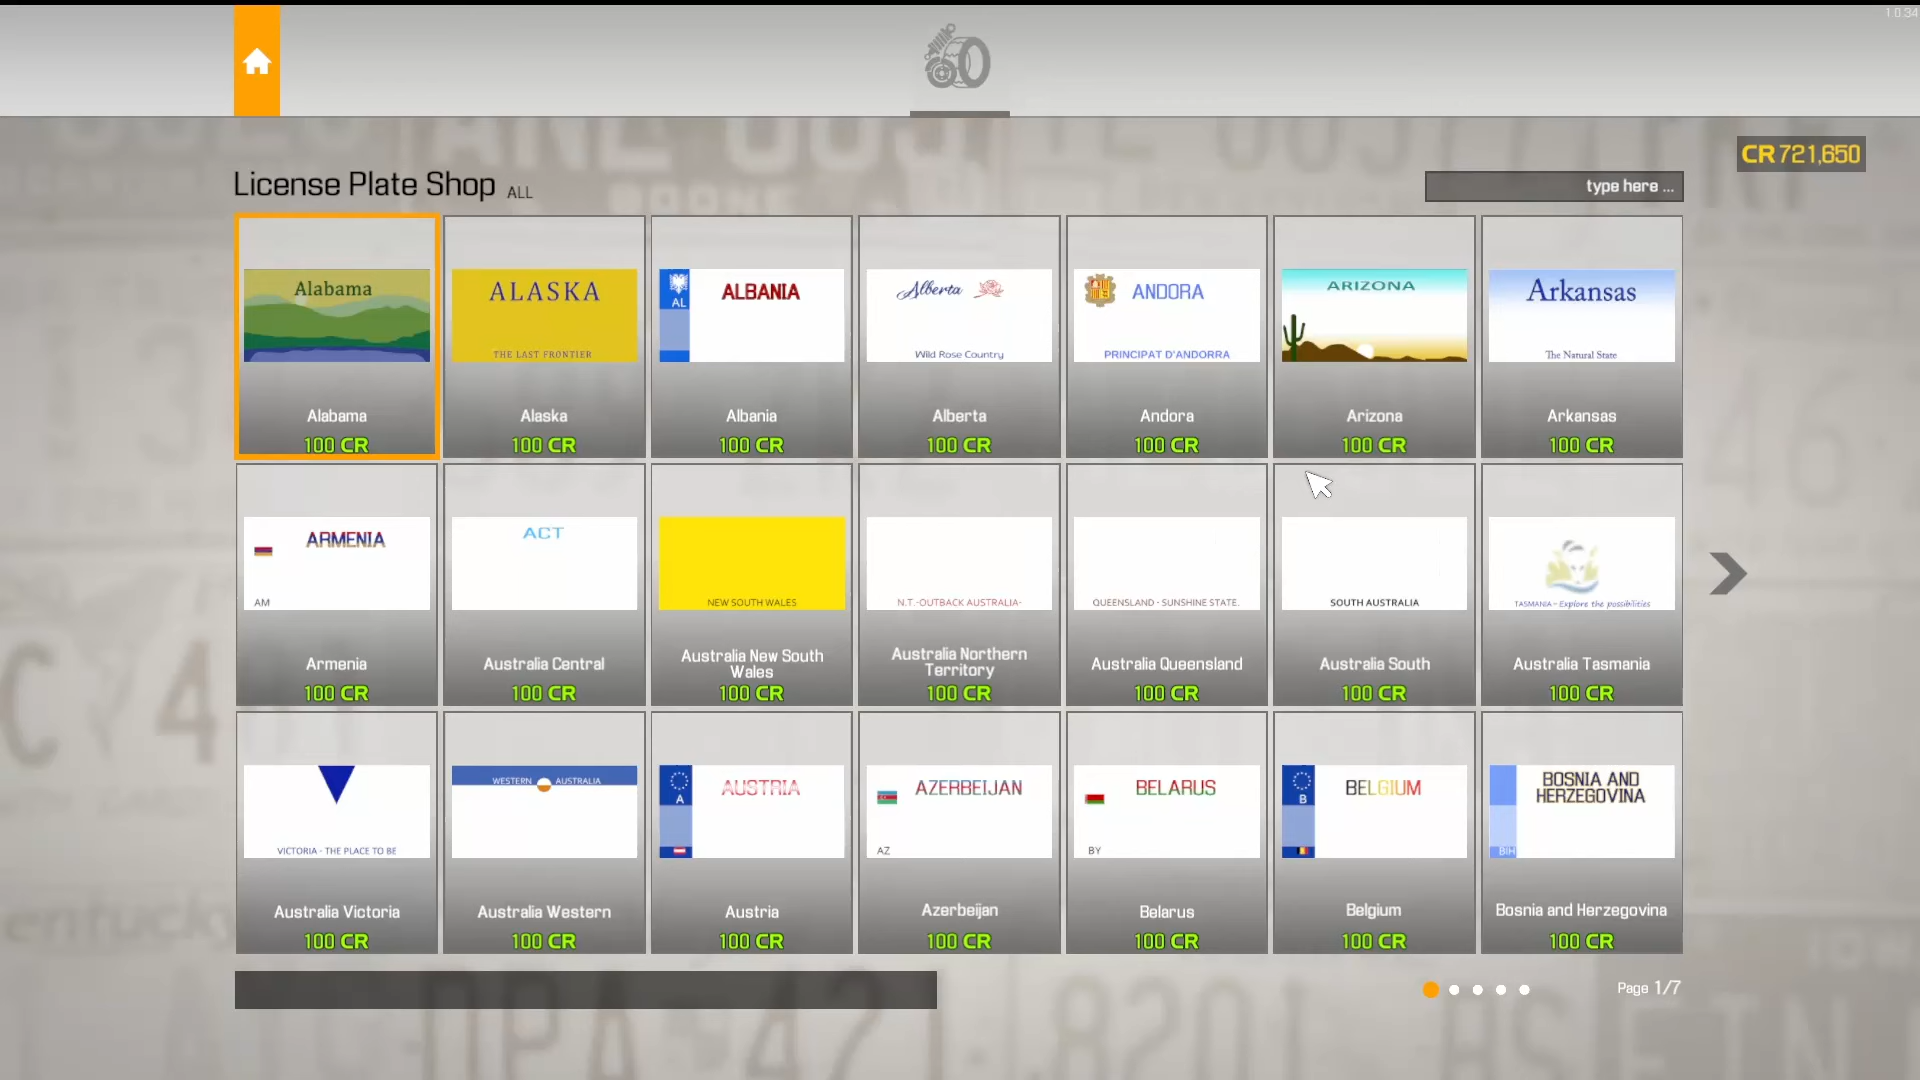 1.0.34
CR 721,650
License Plate Shop ALL
type here ...
Alabama
ALASKA
THE LAST FRONTIER
AL
ALBANIA
Alberta
Wild Rose Country
ANDORRA
PRINCIPAT D'ANDORRA
ARIZONA
Arkansas
The Natural State
Alabama
Alaska
Albania
Alberta
Andora
Arizona
Arkansas
100 CR
100 CR
100 CR
100 CR
100 CR
100 CR
100 CR
ARMENIA
AM
ACT
NEW SOUTH WALES
N.T.-OUTBACK AUSTRALIA-
QUEENSLAND - SUNSHINE STATE.
SOUTH AUSTRALIA
TASMANIA - Explore the possibilities
Armenia
Australia Central
Australia New South
Wales
Australia Northern
Territory
Australia Queensland
Australia South
Australia Tasmania
100 CR
100 CR
100 CR
100 CR
100 CR
100 CR
100 CR
VICTORIA - THE PLACE TO BE
WESTERN AUSTRALIA
A
AUSTRIA
AZERBEIJAN
AZ
BELARUS
BY
B
BELGIUM
BOSNIA AND
HERZEGOVINA
BIH
Australia Victoria
Australia Western
Austria
Azerbeijan
Belarus
Belgium
Bosnia and Herzegovina
100 CR
100 CR
100 CR
100 CR
100 CR
100 CR
100 CR
Page 1/7